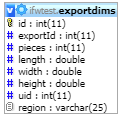 ifwtest.exportdims
id : int(11)
exportId : int(11)
pieces : int(11)
length : double
width : double
height : double
uid : int(11)
region : varchar(25)